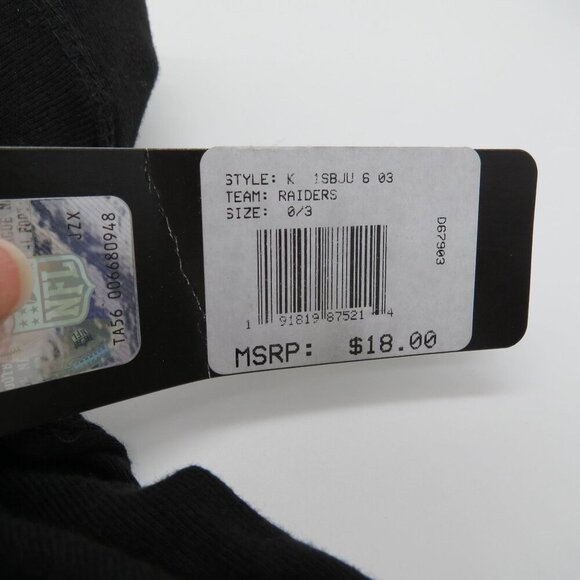 STYLE: K 1SBJU 6 03
TEAM: RAIDERS
SIZE: 0/3
D67903
1 91819 87521 4
MSRP: $18.00
NFL
JZX
TA56 006680948